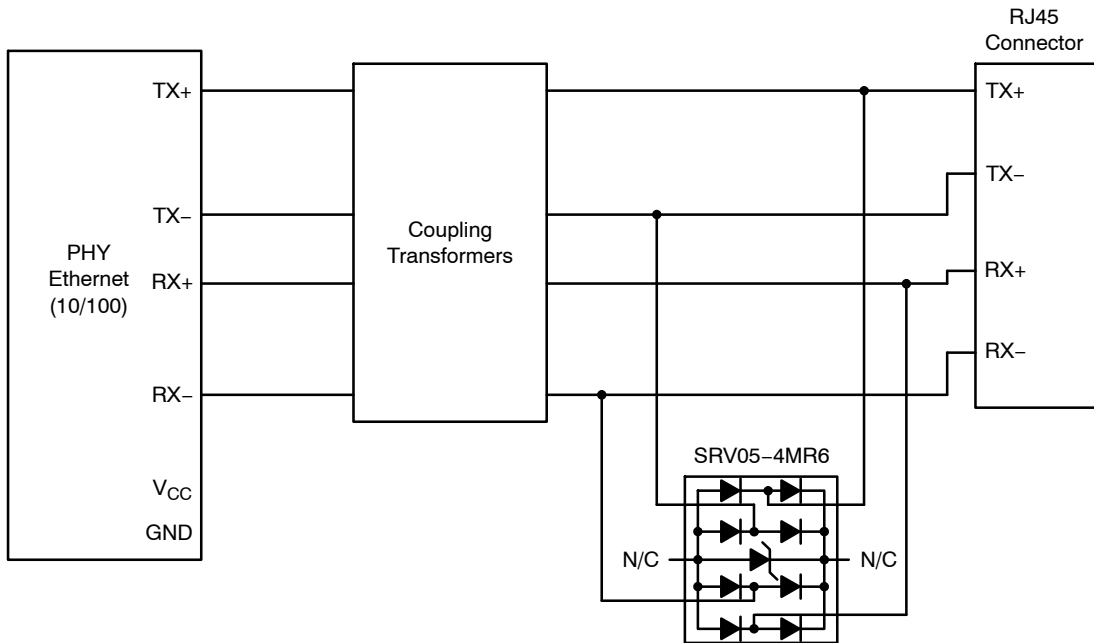 RJ45
Connector
TX+
TX−
RX+
RX−
PHY
Ethernet
(10/100)
VCC
GND
Coupling
Transformers
TX+
TX−
RX+
RX−
SRV05−4MR6
N/C
N/C